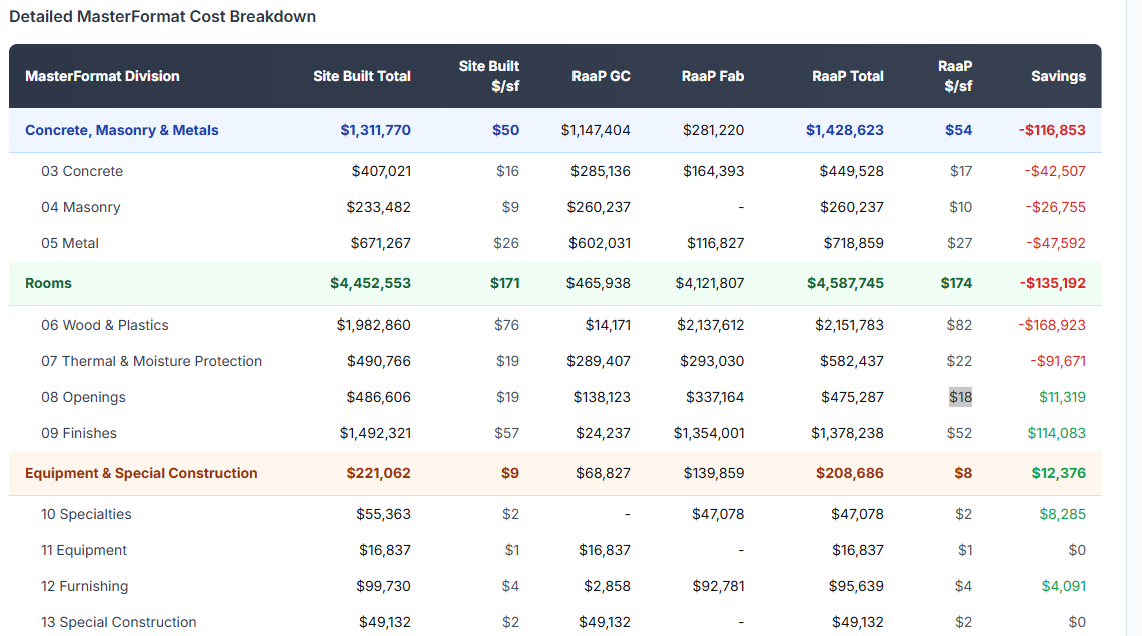 Detailed MasterFormat Cost Breakdown
MasterFormat Division Site Built Total Site Built $/sf RaaP GC RaaP Fab RaaP Total RaaP $/sf Savings
Concrete, Masonry & Metals $1,311,770 $50 $1,147,404 $281,220 $1,428,623 $54 -$116,853
03 Concrete $407,021 $16 $285,136 $164,393 $449,528 $17 -$42,507
04 Masonry $233,482 $9 $260,237 - $260,237 $10 -$26,755
05 Metal $671,267 $26 $602,031 $116,827 $718,859 $27 -$47,592
Rooms $4,452,553 $171 $465,938 $4,121,807 $4,587,745 $174 -$135,192
06 Wood & Plastics $1,982,860 $76 $14,171 $2,137,612 $2,151,783 $82 -$168,923
07 Thermal & Moisture Protection $490,766 $19 $289,407 $293,030 $582,437 $22 -$91,671
08 Openings $486,606 $19 $138,123 $337,164 $475,287 $18 $11,319
09 Finishes $1,492,321 $57 $24,237 $1,354,001 $1,378,238 $52 $114,083
Equipment & Special Construction $221,062 $9 $68,827 $139,859 $208,686 $8 $12,376
10 Specialties $55,363 $2 - $47,078 $47,078 $2 $8,285
11 Equipment $16,837 $1 $16,837 - $16,837 $1 $0
12 Furnishing $99,730 $4 $2,858 $92,781 $95,639 $4 $4,091
13 Special Construction $49,132 $2 $49,132 - $49,132 $2 $0